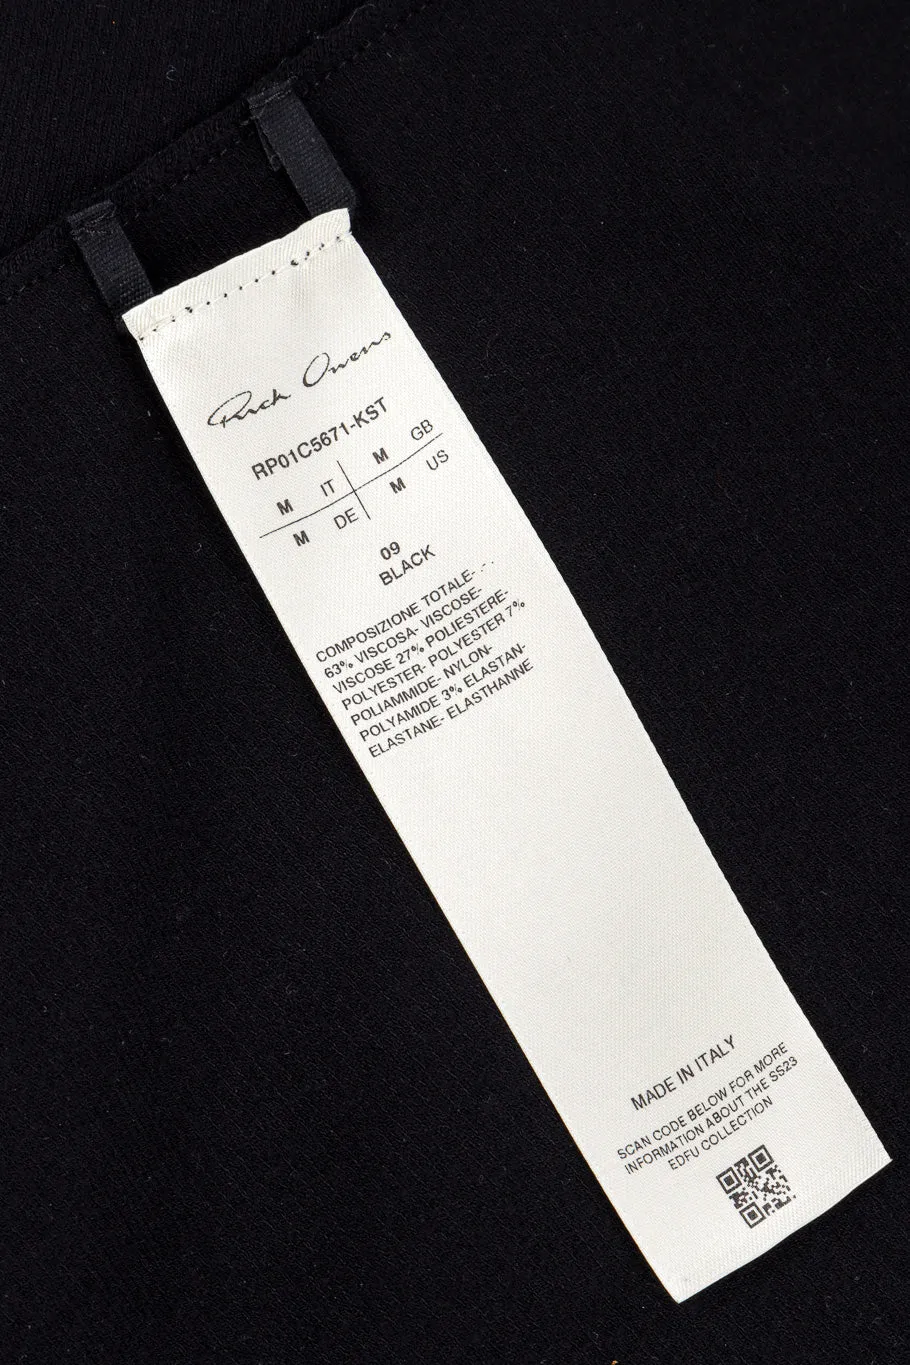 Rick Owens
RP01C5671-KST
M IT M GB
M DE M US
09
BLACK
COMPOSIZIONE TOTALE- - -
63% VISCOSA- VISCOSE-
VISCOSE 27% POLIESTERE-
POLYESTER- POLYESTER 7%
POLIAMMIDE- NYLON-
POLYAMIDE 3% ELASTAN-
ELASTANE- ELASTHANNE
MADE IN ITALY
SCAN CODE BELOW FOR MORE
INFORMATION ABOUT THE SS23
EDFU COLLECTION